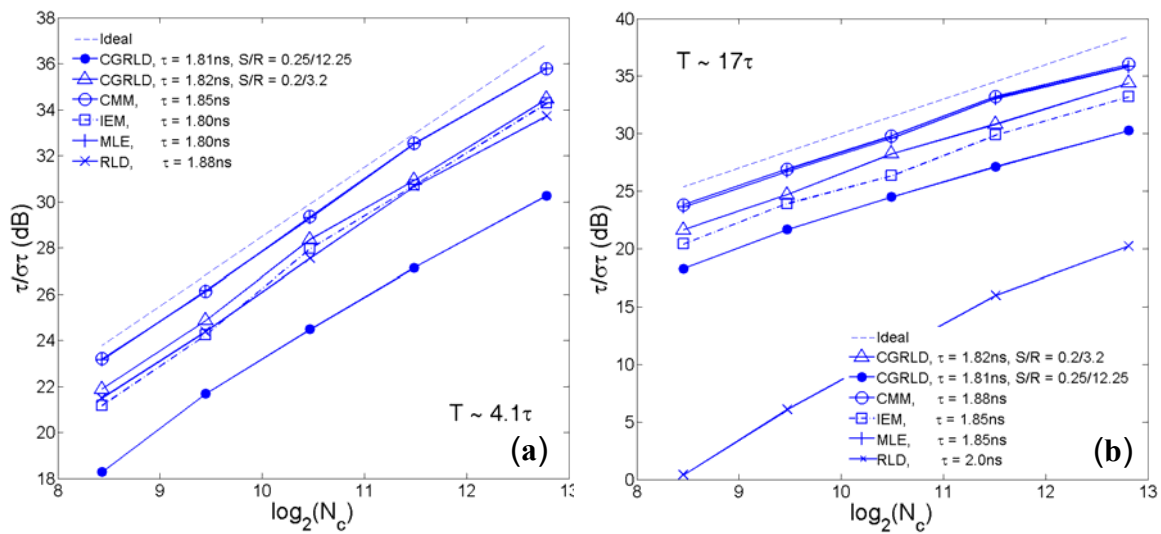 38
36
34
32
30
28
26
24
22
20
18
τ/στ (dB)
Ideal
CGRLD, τ = 1.81ns, S/R = 0.25/12.25
CGRLD, τ = 1.82ns, S/R = 0.2/3.2
CMM, τ = 1.85ns
IEM, τ = 1.80ns
MLE, τ = 1.80ns
RLD, τ = 1.88ns
T ~ 4.1τ
(a)
8 9 10 11 12 13
log2(Nc)
40
35
30
25
20
15
10
5
0
τ/στ (dB)
T ~ 17τ
Ideal
CGRLD, τ = 1.82ns, S/R = 0.2/3.2
CGRLD, τ = 1.81ns, S/R = 0.25/12.25
CMM, τ = 1.88ns
IEM, τ = 1.85ns
MLE, τ = 1.85ns
RLD, τ = 2.0ns
(b)
8 9 10 11 12 13
log2(Nc)